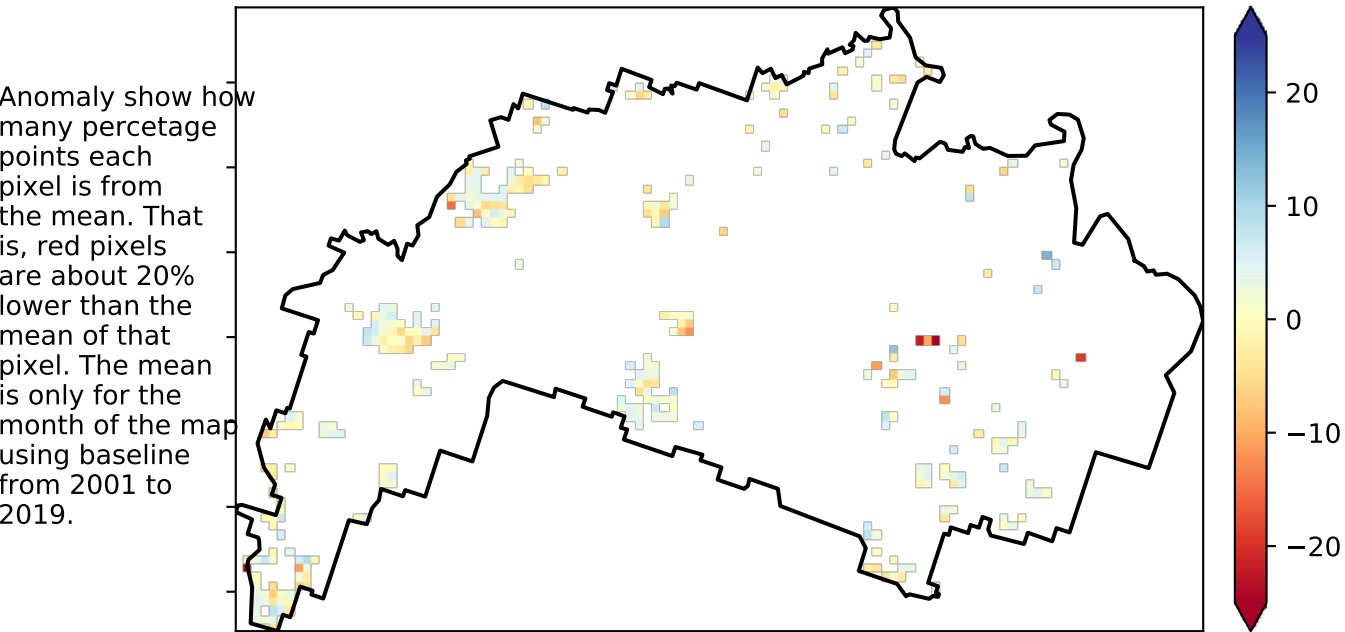 Anomaly show how
many percetage
points each
pixel is from
the mean. That
is, red pixels
are about 20%
lower than the
mean of that
pixel. The mean
is only for the
month of the map
using baseline
from 2001 to
2019.
20
10
0
−10
−20